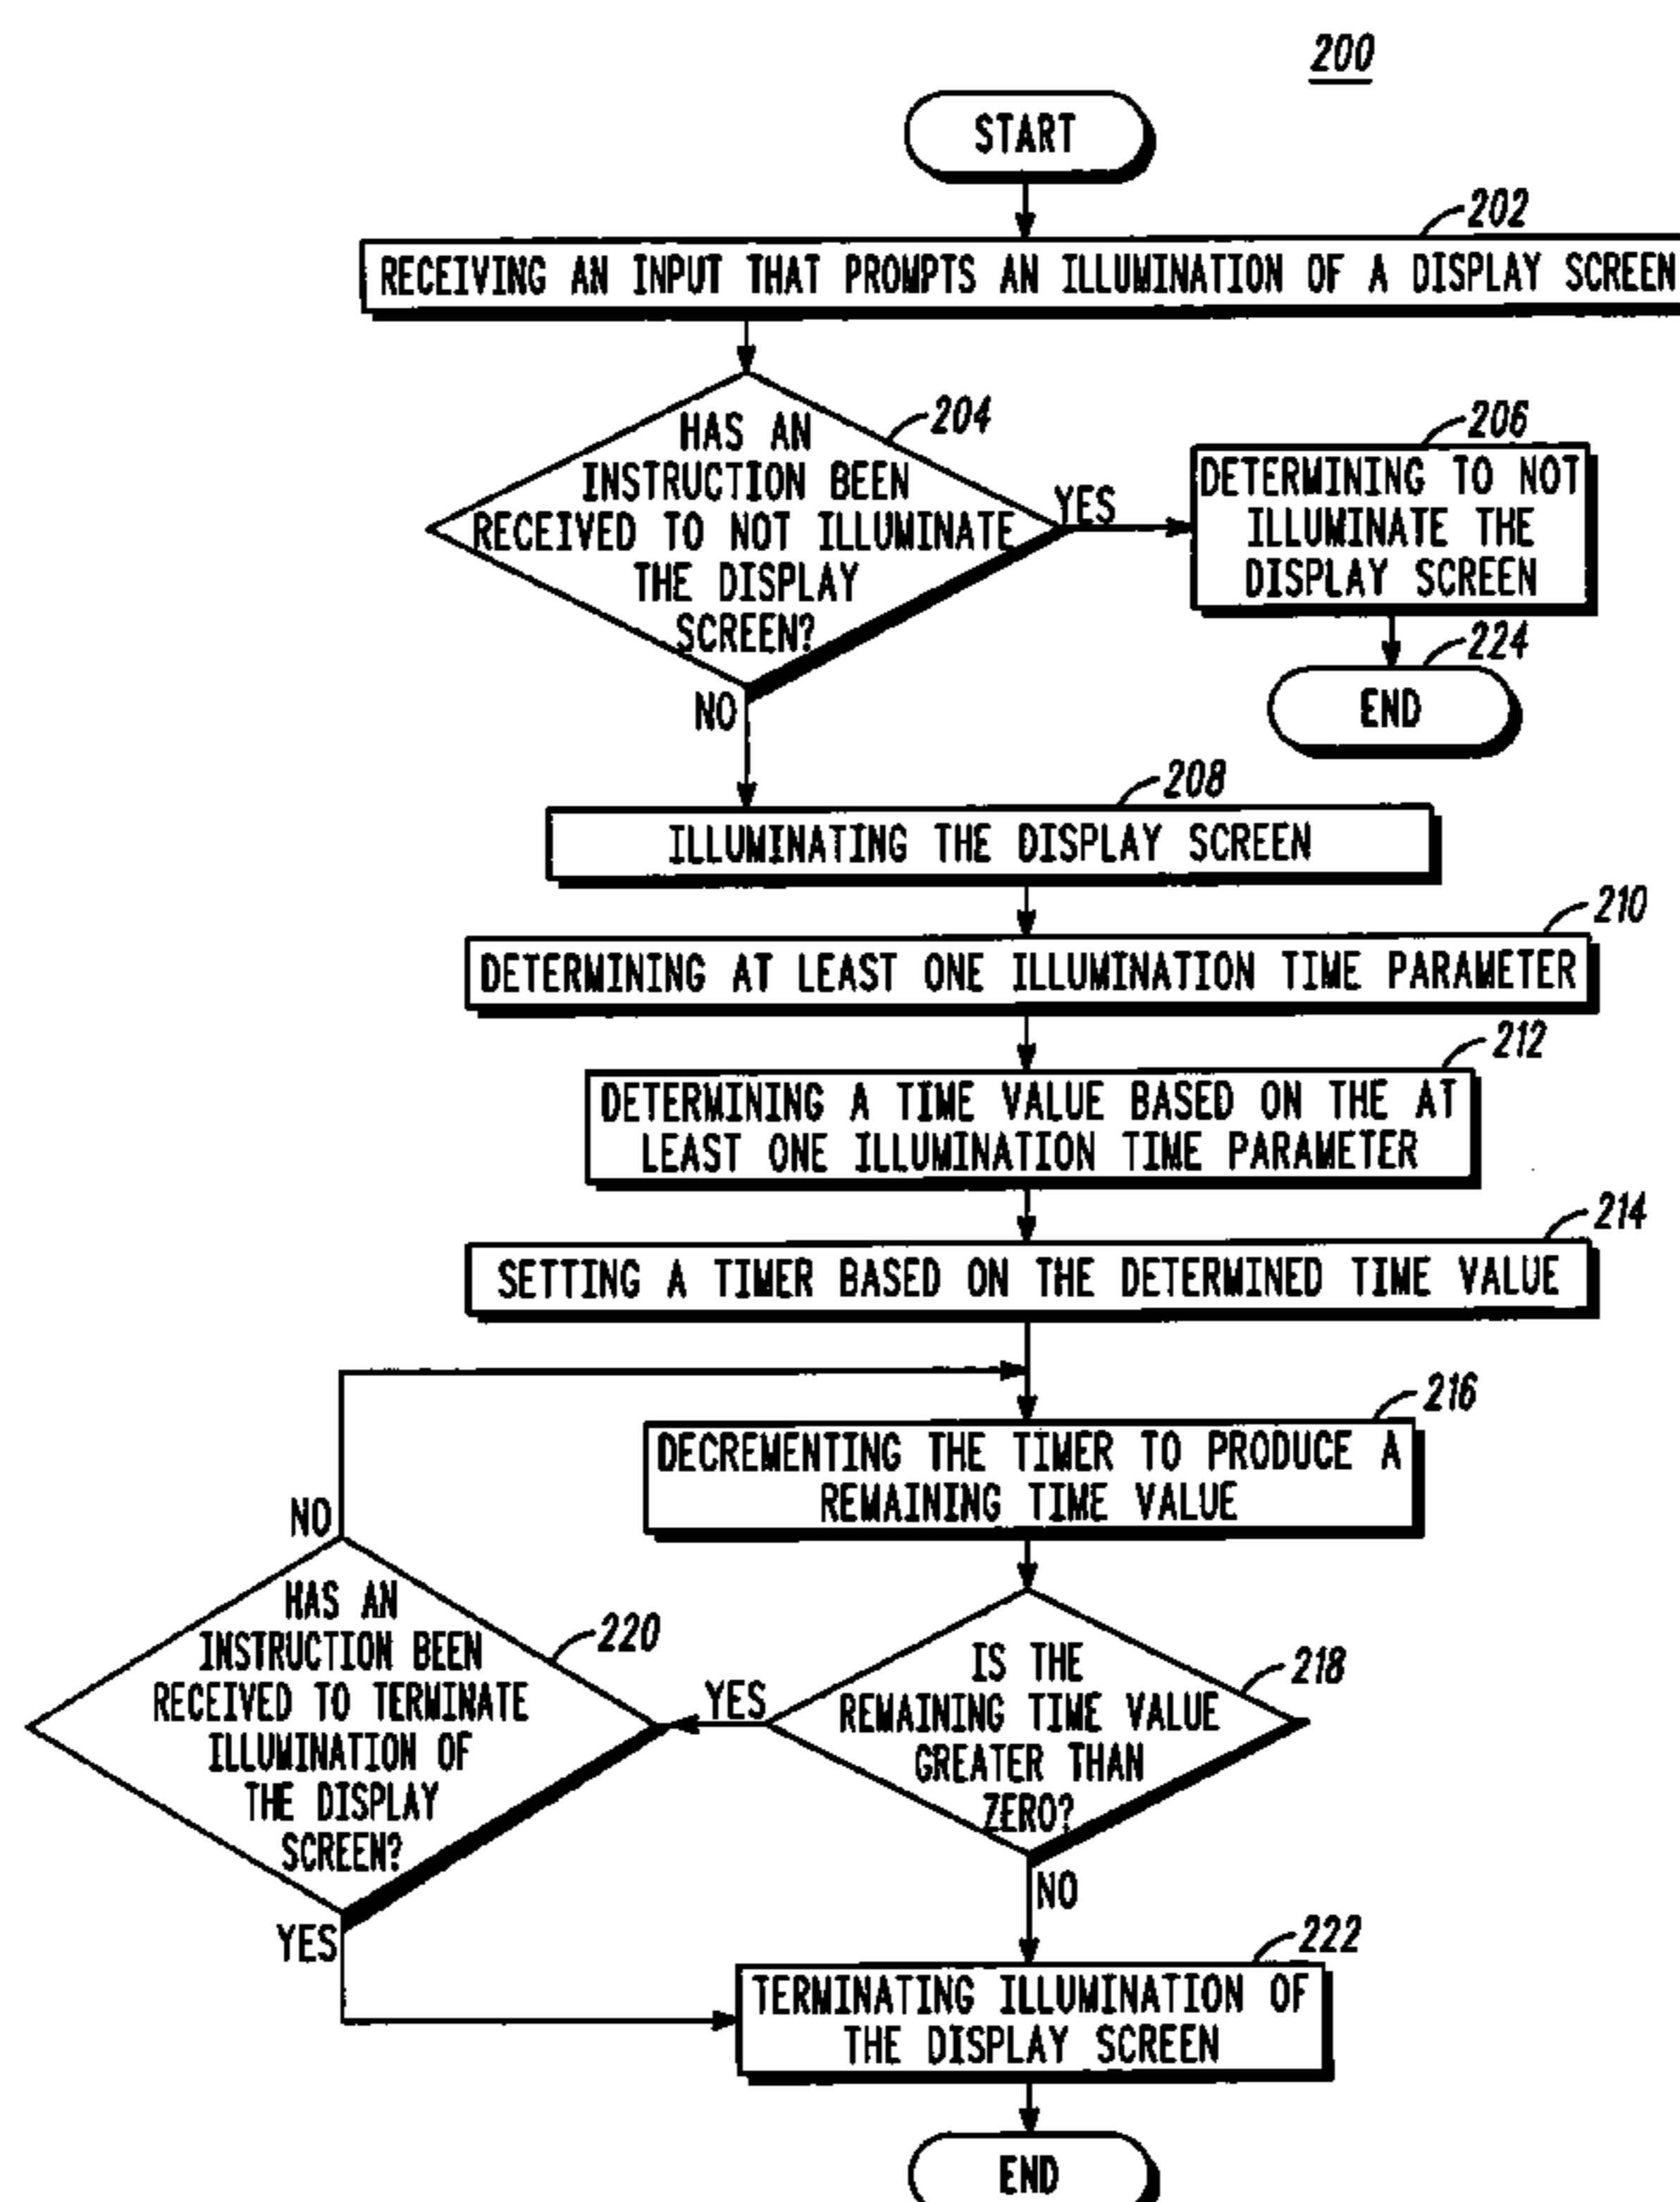 200
START
202
RECEIVING AN INPUT THAT PROMPTS AN ILLUMINATION OF A DISPLAY SCREEN
204
HAS AN
INSTRUCTION BEEN
RECEIVED TO NOT ILLUMINATE
THE DISPLAY
SCREEN?
YES
206
DETERMINING TO NOT
ILLUMINATE THE
DISPLAY SCREEN
224
END
NO
208
ILLUMINATING THE DISPLAY SCREEN
210
DETERMINING AT LEAST ONE ILLUMINATION TIME PARAMETER
212
DETERMINING A TIME VALUE BASED ON THE AT
LEAST ONE ILLUMINATION TIME PARAMETER
214
SETTING A TIMER BASED ON THE DETERMINED TIME VALUE
216
DECREMENTING THE TIMER TO PRODUCE A
REMAINING TIME VALUE
NO
HAS AN
INSTRUCTION BEEN
RECEIVED TO TERMINATE
ILLUMINATION OF
THE DISPLAY
SCREEN?
220
YES
IS THE
REMAINING TIME VALUE
GREATER THAN
ZERO?
218
NO
YES
222
TERMINATING ILLUMINATION OF
THE DISPLAY SCREEN
END